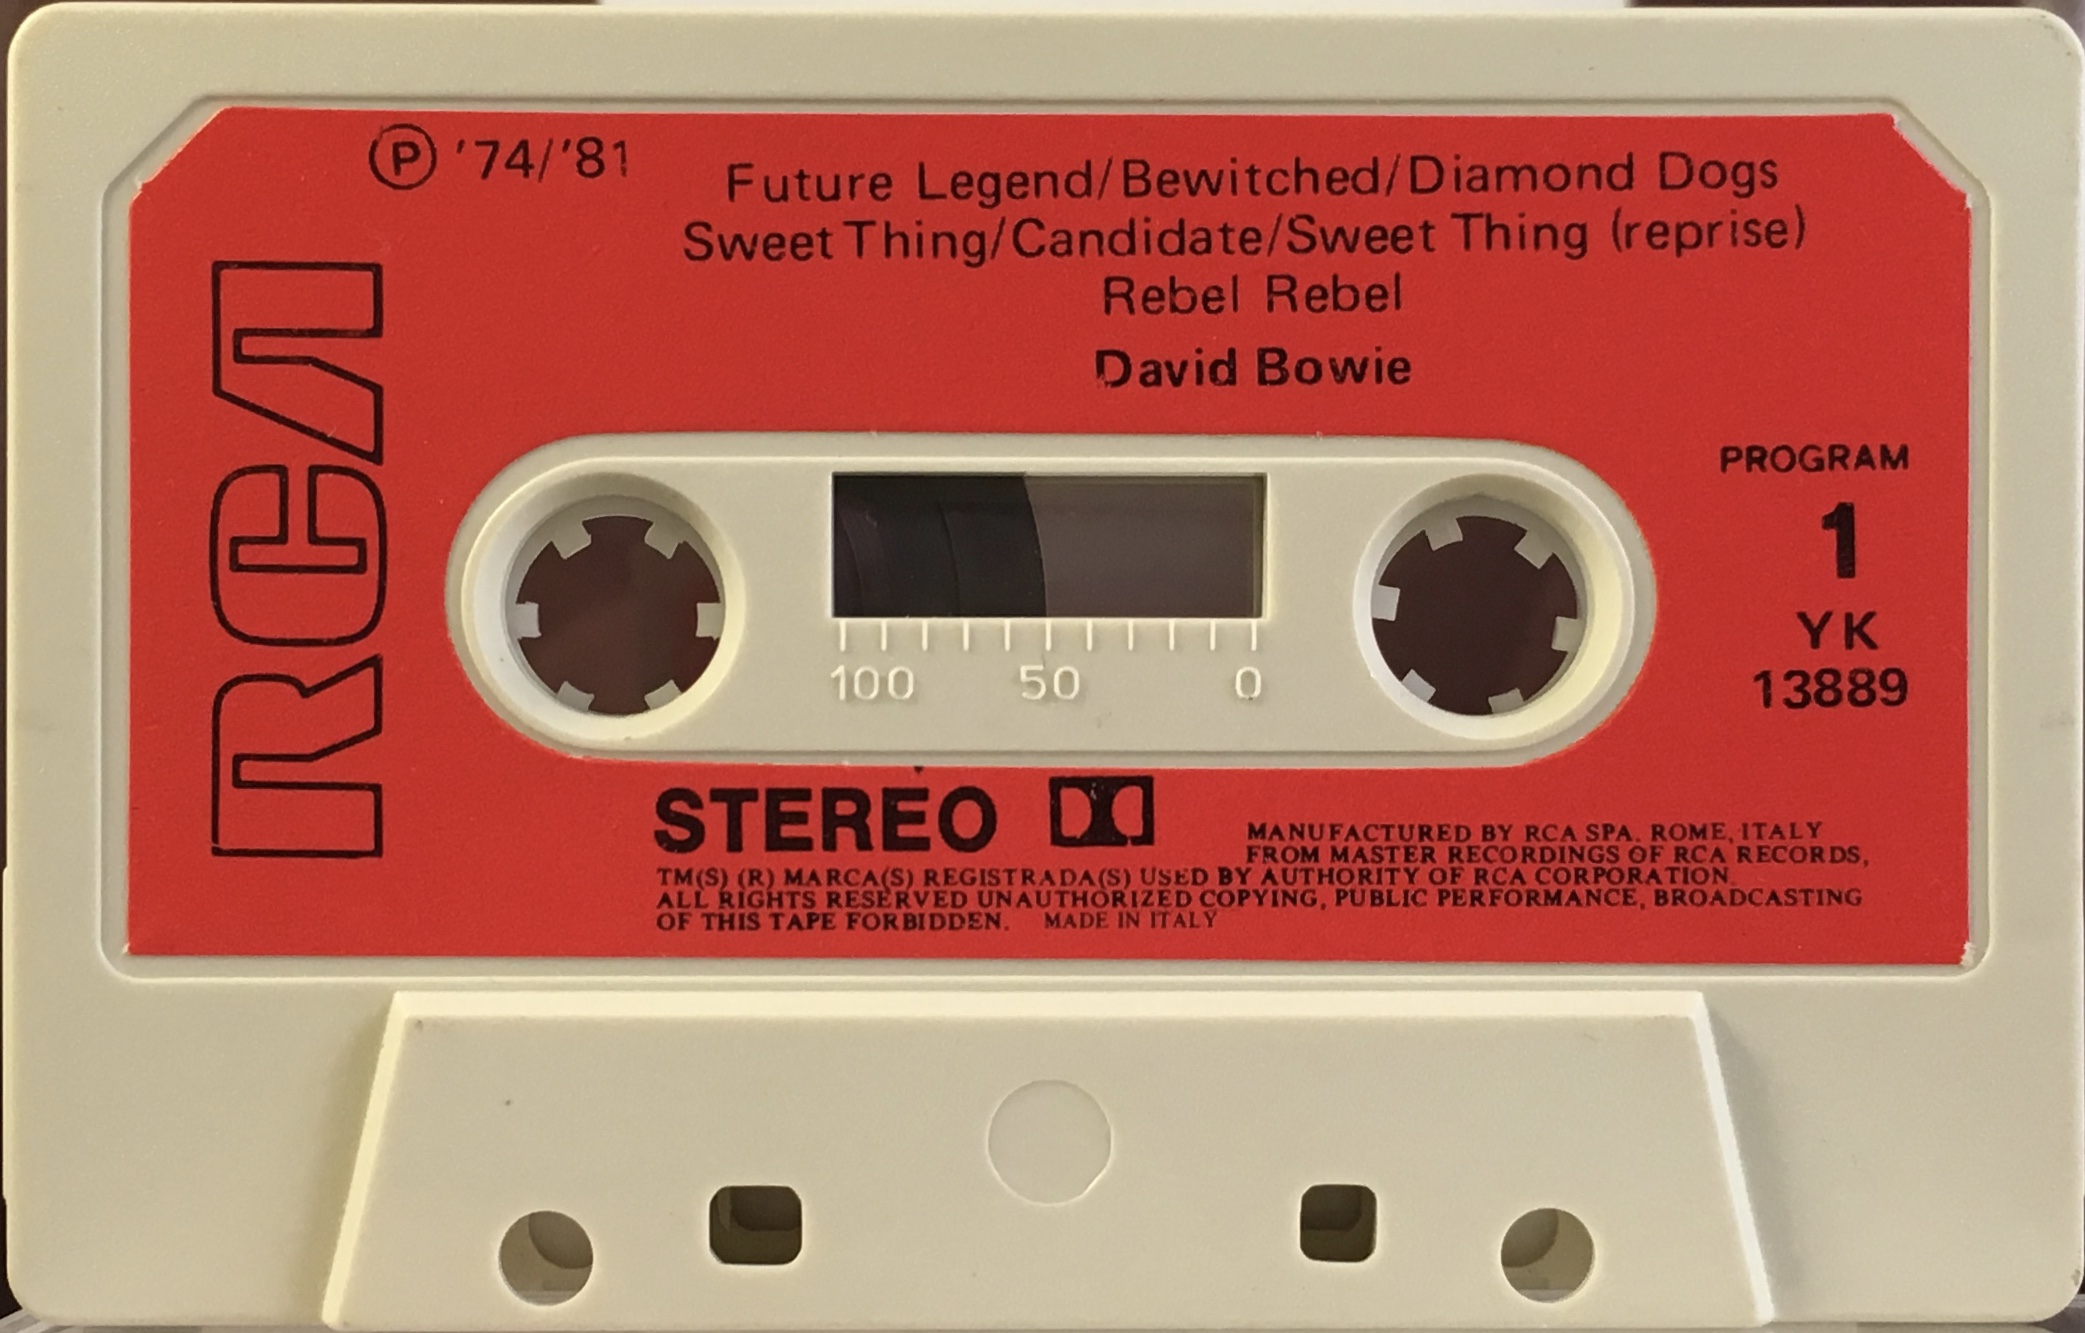 Ⓟ '74/'81
Future Legend/Bewitched/Diamond Dogs
Sweet Thing/Candidate/Sweet Thing (reprise)
Rebel Rebel
David Bowie
RCA
PROGRAM
1
YK
13889
100 50 0
STEREO
MANUFACTURED BY RCA SPA. ROME, ITALY
FROM MASTER RECORDINGS OF RCA RECORDS,
TM(S) (R) MARCA(S) REGISTRADA(S) USED BY AUTHORITY OF RCA CORPORATION.
ALL RIGHTS RESERVED UNAUTHORIZED COPYING, PUBLIC PERFORMANCE, BROADCASTING
OF THIS TAPE FORBIDDEN. MADE IN ITALY